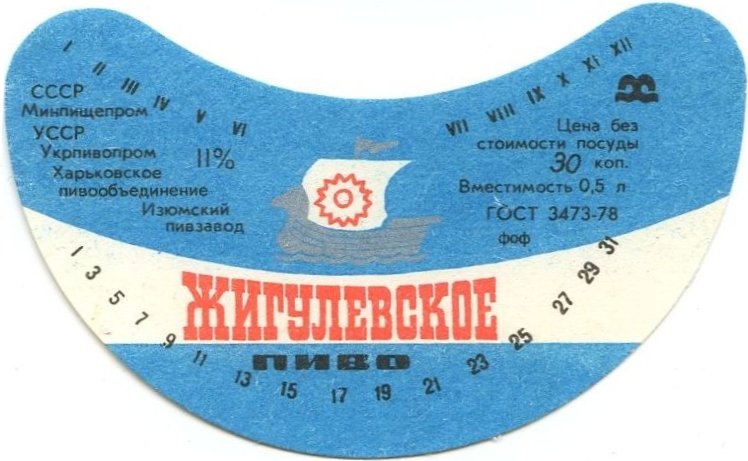 I II III IV V VI
VII VIII IX X XI XII
СССР
Минпищепром
УССР
Укрпивопром
Харьковское
пивообъединение
Изюмский
пивзавод
11%
Цена без
стоимости посуды
30 коп.
Вместимость 0,5 л
ГОСТ 3473-78
фоф
ЖИГУЛЕВСКОЕ
ПИВО
1 3 5 7 9 11 13 15 17 19 21 23 25 27 29 31